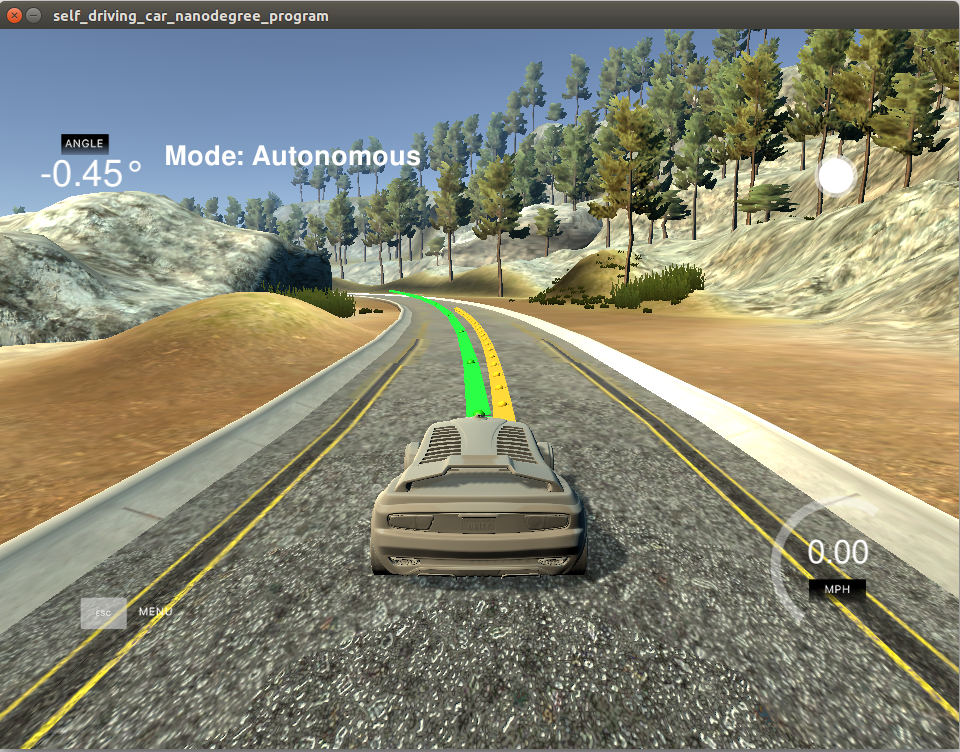 self_driving_car_nanodegree_program
ANGLE
-0.45°
Mode: Autonomous
0.00
MPH
ESC
MENU